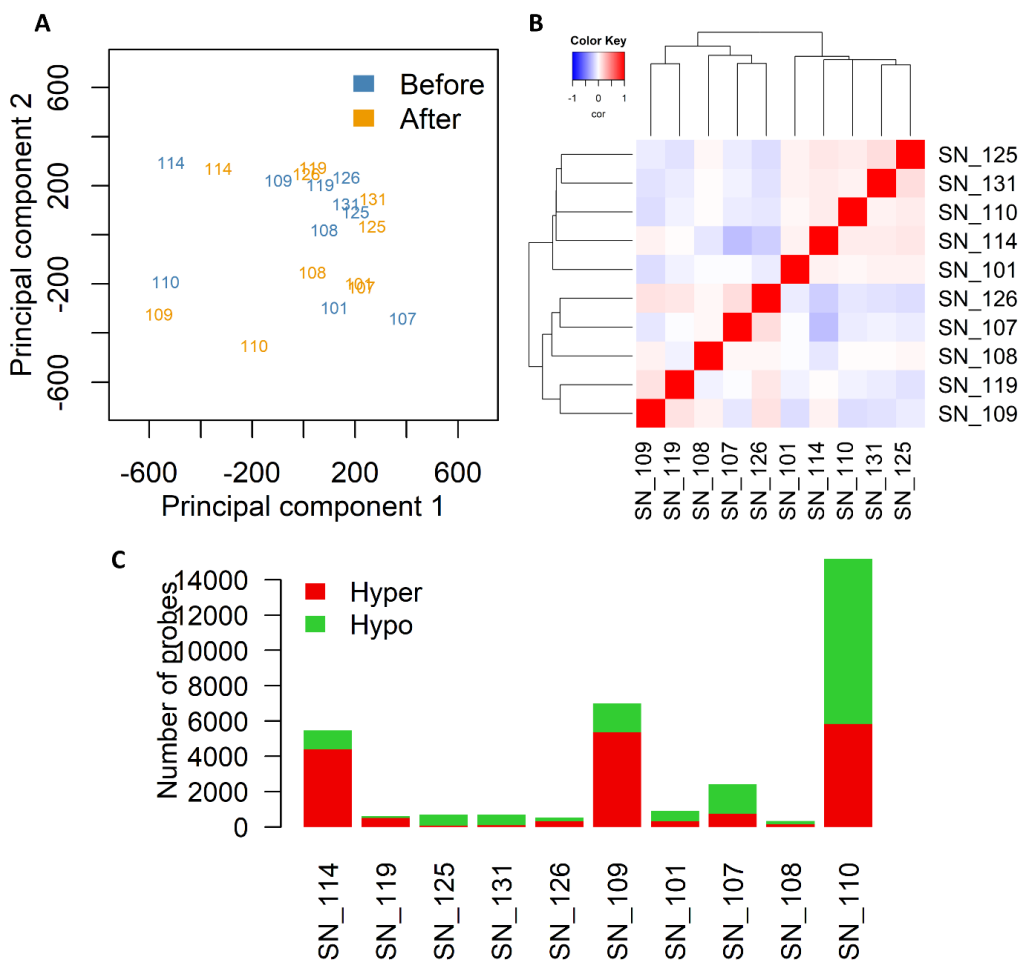 A
Principal component 2
-600
-200
200
600
Before
After
114
114
119
126
109
119
126
131
131
125
125
108
108
101
107
101
107
110
109
110
-600
-200
200
600
Principal component 1
B
Color Key
-1
0
1
cor
SN_125
SN_131
SN_110
SN_114
SN_101
SN_126
SN_107
SN_108
SN_119
SN_109
SN_109
SN_119
SN_108
SN_107
SN_126
SN_101
SN_114
SN_110
SN_131
SN_125
C
Number of probes
14000
12000
10000
8000
6000
4000
2000
0
Hyper
Hypo
SN_114
SN_119
SN_125
SN_131
SN_126
SN_109
SN_101
SN_107
SN_108
SN_110